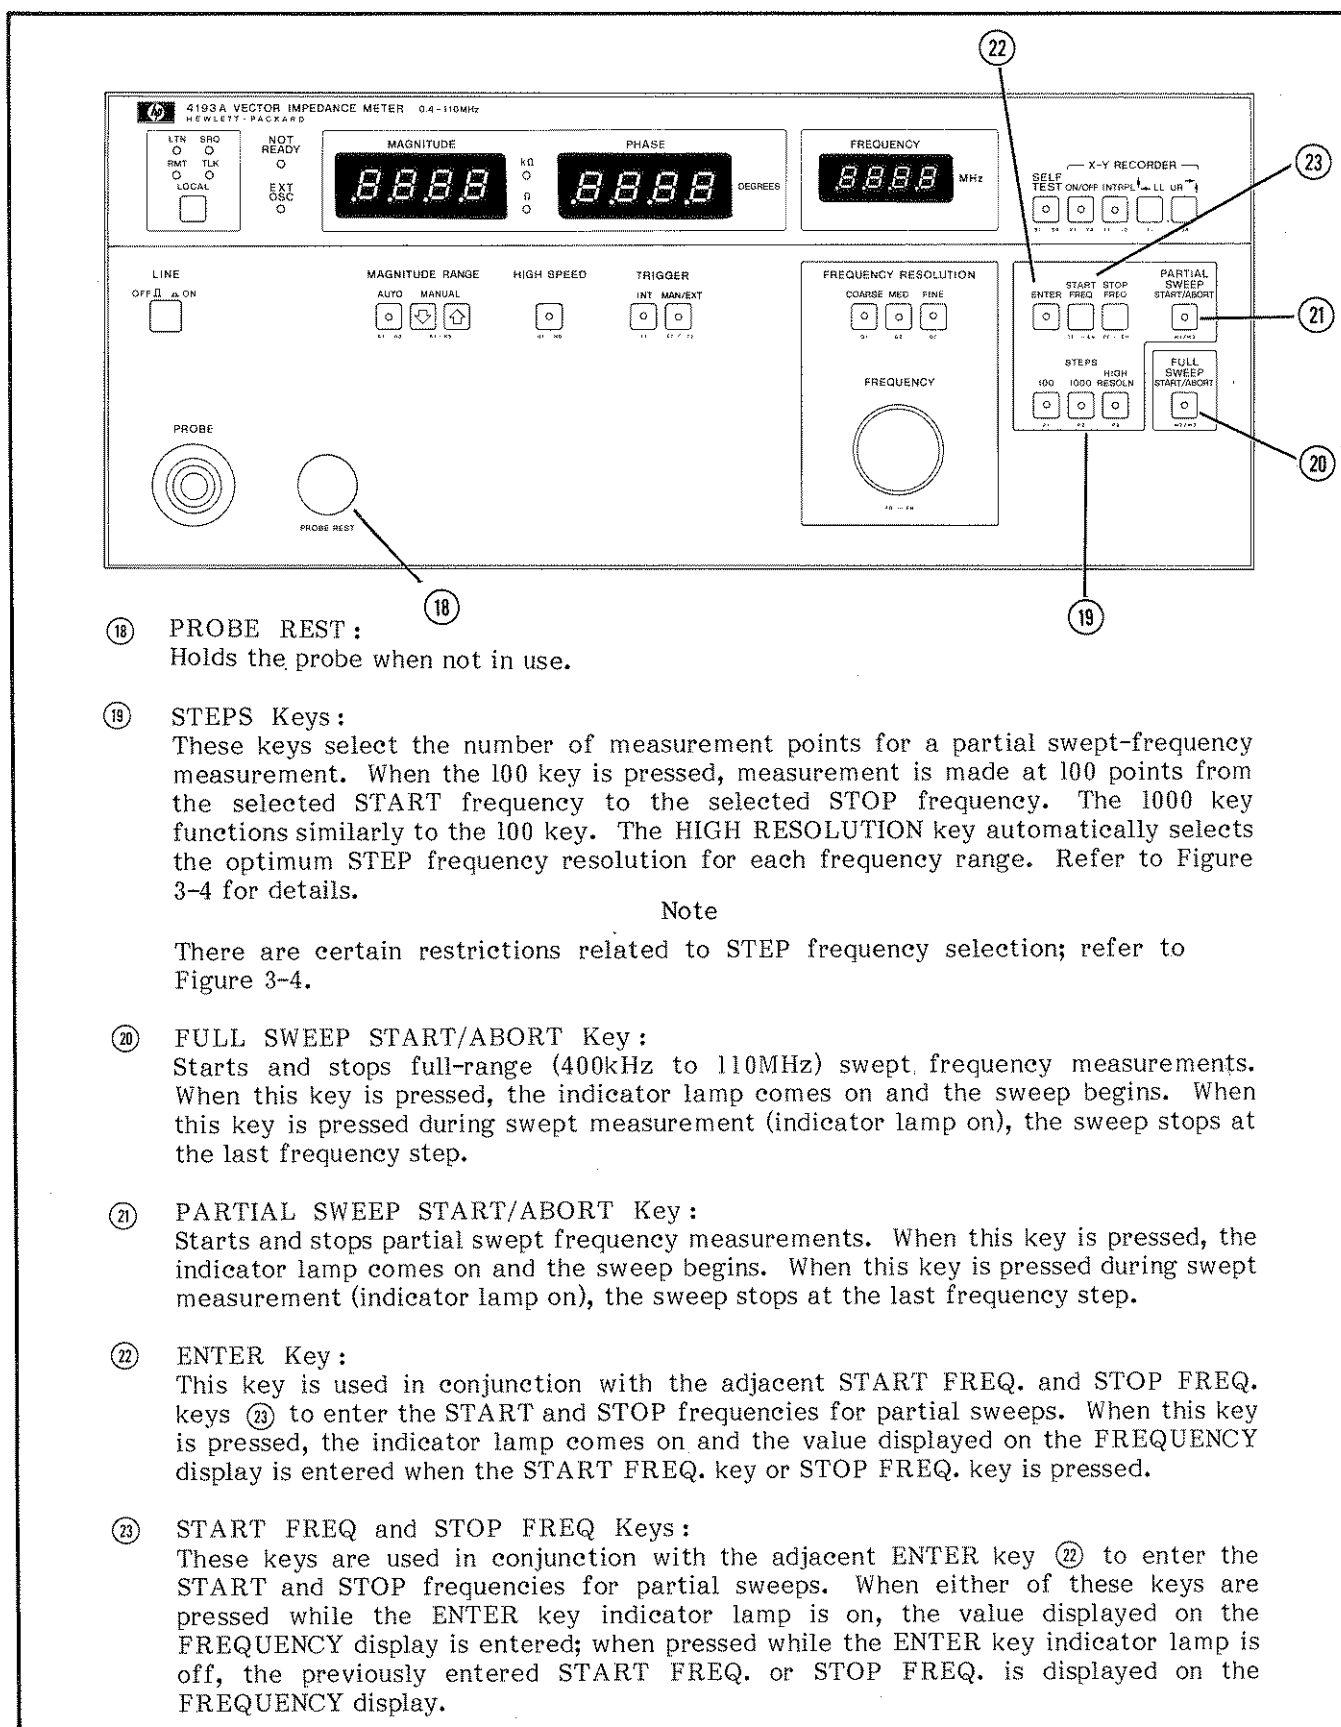 22
hp 4193A VECTOR IMPEDANCE METER 0.4-110MHz
HEWLETT-PACKARD
LTN SRQ
RMT TLK
LOCAL
NOT
READY
EXT
OSC
MAGNITUDE
8.8.8.8
kΩ
Ω
PHASE
8.8.8.8
DEGREES
FREQUENCY
8.8.8.8
MHz
X-Y RECORDER
SELF
TEST ON/OFF INTRPL LL UR
23
LINE
OFF ON
MAGNITUDE RANGE
AUTO MANUAL
HIGH SPEED
TRIGGER
INT MAN/EXT
FREQUENCY RESOLUTION
COARSE MED FINE
FREQUENCY
ENTER
START
FREQ
STOP
FREQ
PARTIAL
SWEEP
START/ABORT
21
STEPS
100 1000
HIGH
RESOLN
FULL
SWEEP
START/ABORT
20
PROBE
PROBE REST
18
19
18 PROBE REST:
Holds the probe when not in use.
19 STEPS Keys:
These keys select the number of measurement points for a partial swept-frequency
measurement. When the 100 key is pressed, measurement is made at 100 points from
the selected START frequency to the selected STOP frequency. The 1000 key
functions similarly to the 100 key. The HIGH RESOLUTION key automatically selects
the optimum STEP frequency resolution for each frequency range. Refer to Figure
3-4 for details.
Note
There are certain restrictions related to STEP frequency selection; refer to
Figure 3-4.
20 FULL SWEEP START/ABORT Key:
Starts and stops full-range (400kHz to 110MHz) swept frequency measurements.
When this key is pressed, the indicator lamp comes on and the sweep begins. When
this key is pressed during swept measurement (indicator lamp on), the sweep stops at
the last frequency step.
21 PARTIAL SWEEP START/ABORT Key:
Starts and stops partial swept frequency measurements. When this key is pressed, the
indicator lamp comes on and the sweep begins. When this key is pressed during swept
measurement (indicator lamp on), the sweep stops at the last frequency step.
22 ENTER Key:
This key is used in conjunction with the adjacent START FREQ. and STOP FREQ.
keys 23 to enter the START and STOP frequencies for partial sweeps. When this key
is pressed, the indicator lamp comes on and the value displayed on the FREQUENCY
display is entered when the START FREQ. key or STOP FREQ. key is pressed.
23 START FREQ and STOP FREQ Keys:
These keys are used in conjunction with the adjacent ENTER key 22 to enter the
START and STOP frequencies for partial sweeps. When either of these keys are
pressed while the ENTER key indicator lamp is on, the value displayed on the
FREQUENCY display is entered; when pressed while the ENTER key indicator lamp is
off, the previously entered START FREQ. or STOP FREQ. is displayed on the
FREQUENCY display.